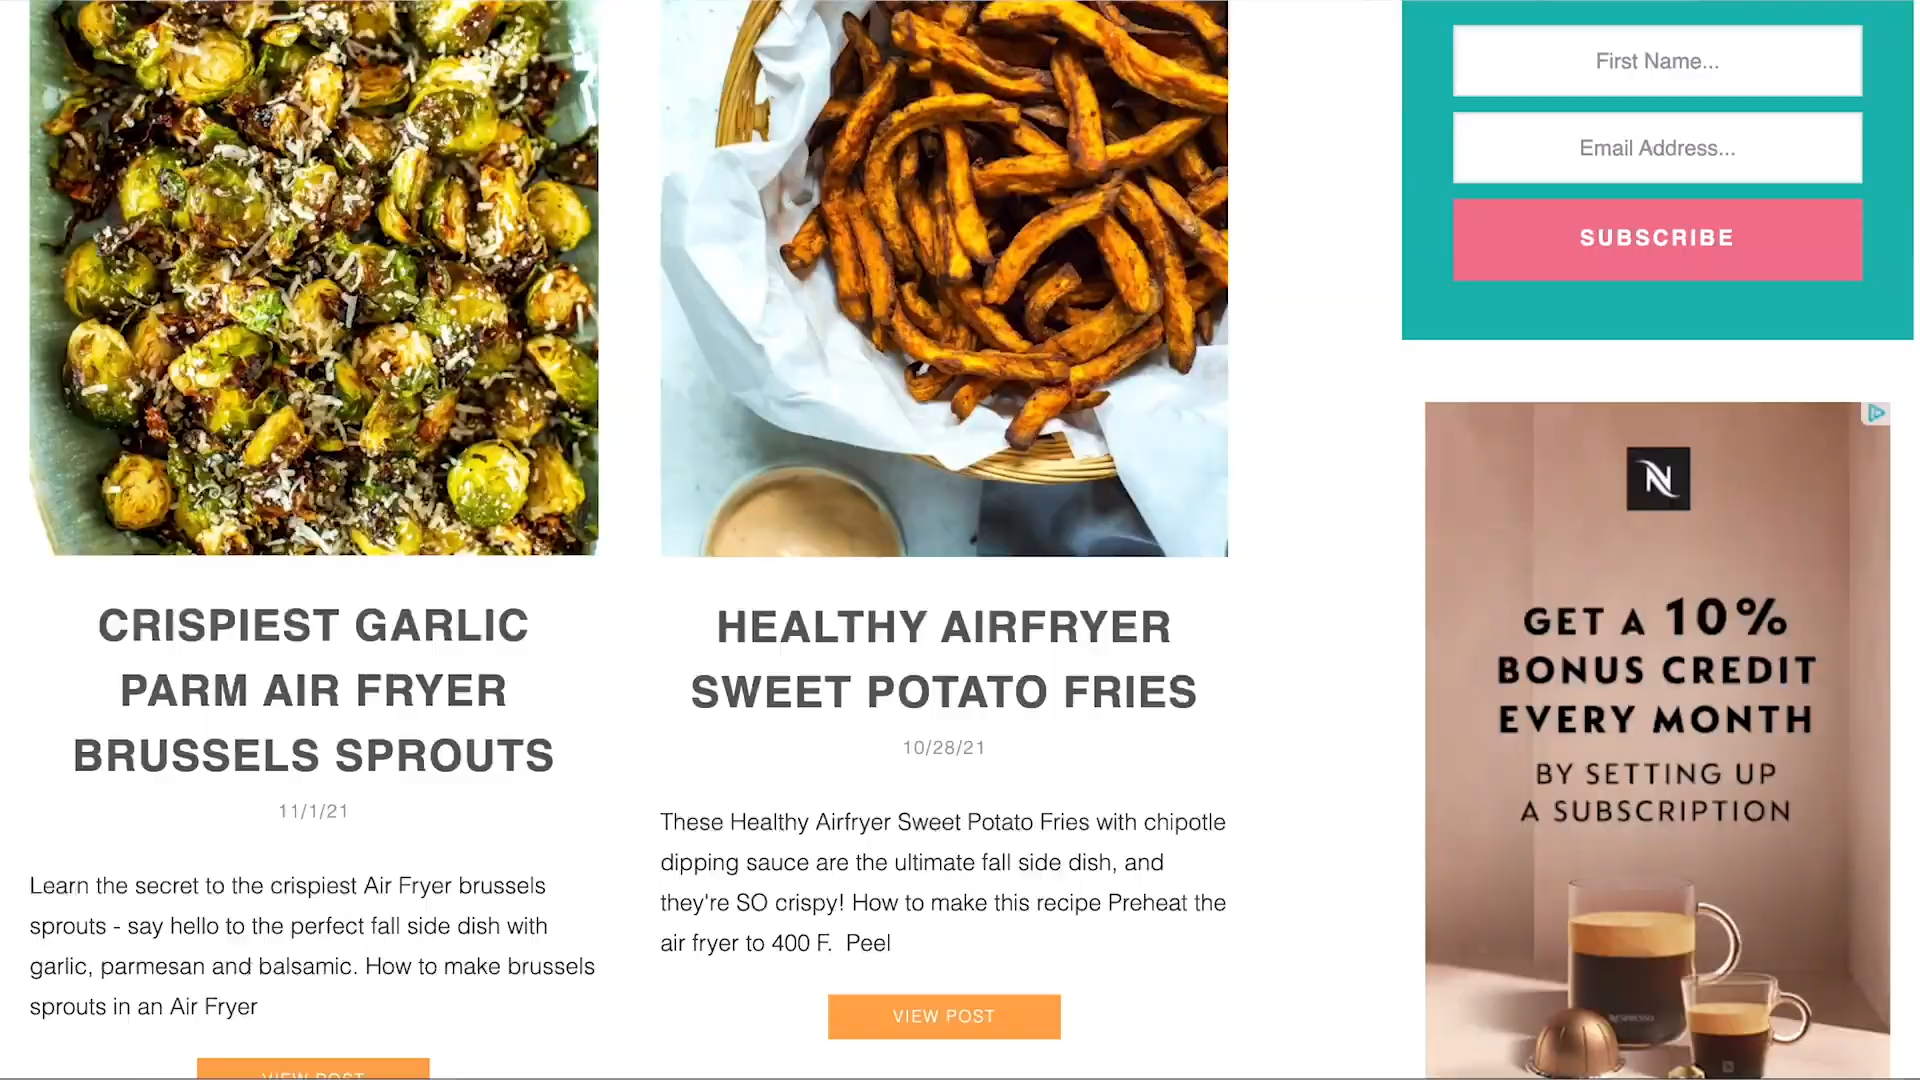 CRISPIEST GARLIC
PARM AIR FRYER
BRUSSELS SPROUTS
11/1/21
Learn the secret to the crispiest Air Fryer brussels
sprouts - say hello to the perfect fall side dish with
garlic, parmesan and balsamic. How to make brussels
sprouts in an Air Fryer
VIEW POST
HEALTHY AIRFRYER
SWEET POTATO FRIES
10/28/21
These Healthy Airfryer Sweet Potato Fries with chipotle
dipping sauce are the ultimate fall side dish, and
they're SO crispy! How to make this recipe Preheat the
air fryer to 400 F.  Peel
VIEW POST
First Name...
Email Address...
SUBSCRIBE
N
GET A 10%
BONUS CREDIT
EVERY MONTH
BY SETTING UP
A SUBSCRIPTION
NESPRESSO